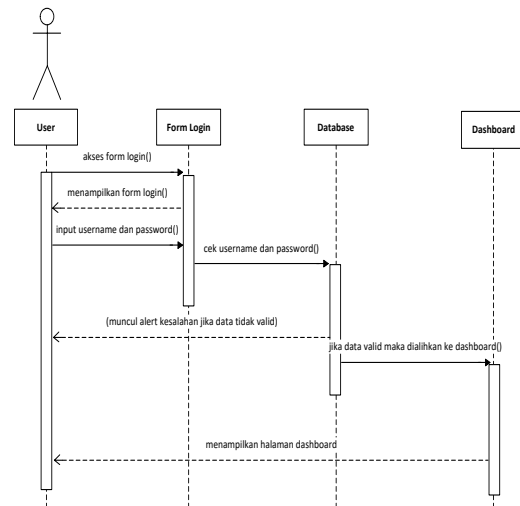 User
Form Login
Database
Dashboard
akses form login()
menampilkan form login()
input username dan password()
cek username dan password()
(muncul alert kesalahan jika data tidak valid)
jika data valid maka dialihkan ke dashboard()
menampilkan halaman dashboard